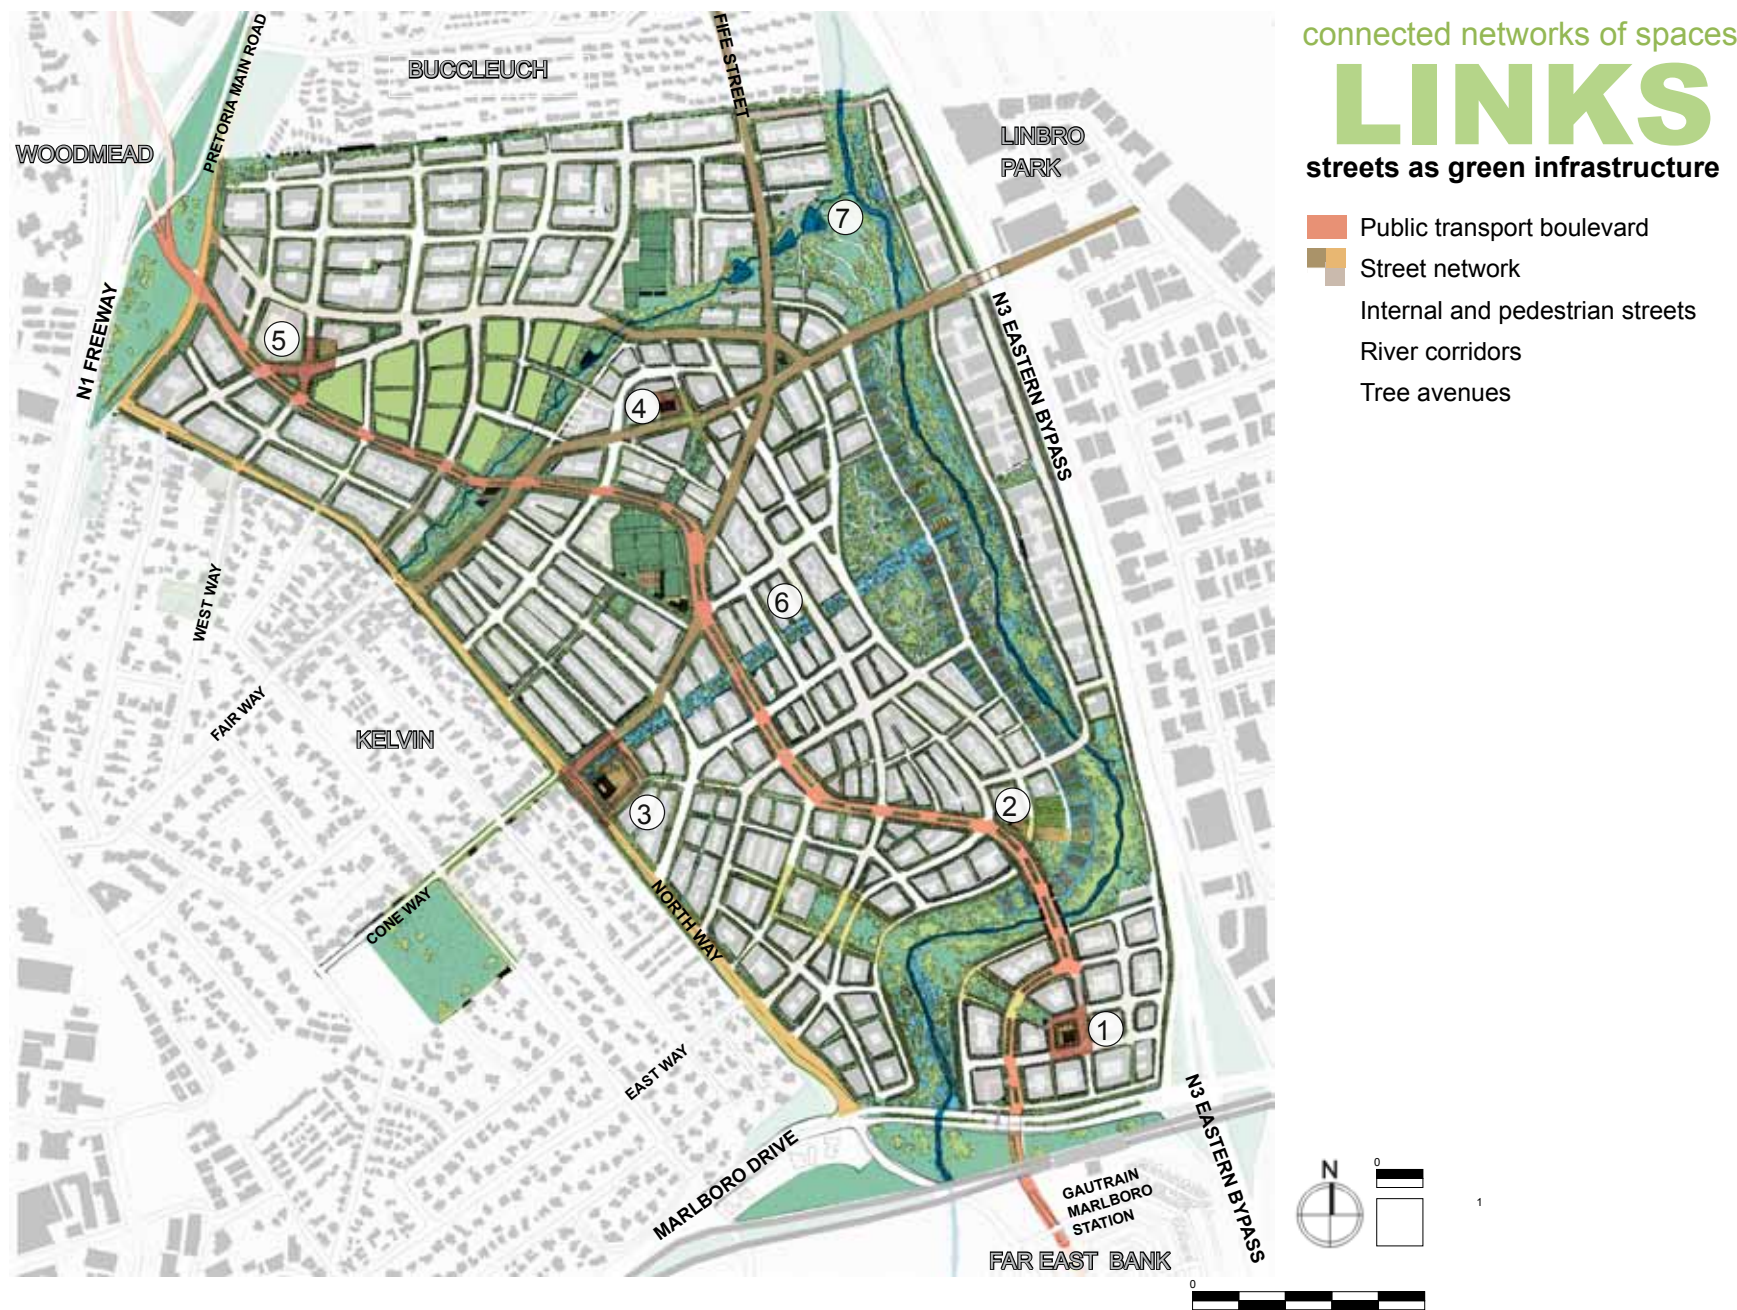 connected networks of spaces
LINKS
streets as green infrastructure
Public transport boulevard
Street network
Internal and pedestrian streets
River corridors
Tree avenues
PRETORIA MAIN ROAD
BUCCLEUCH
FIFE STREET
WOODMEAD
LINBRO
PARK
7
N1 FREEWAY
5
4
N3 EASTERN BYPASS
WEST WAY
6
FAIR WAY
KELVIN
3
2
CONE WAY
NORTH WAY
1
EAST WAY
MARLBORO DRIVE
GAUTRAIN
MARLBORO
STATION
N3 EASTERN BYPASS
FAR EAST BANK
N
0
1
0